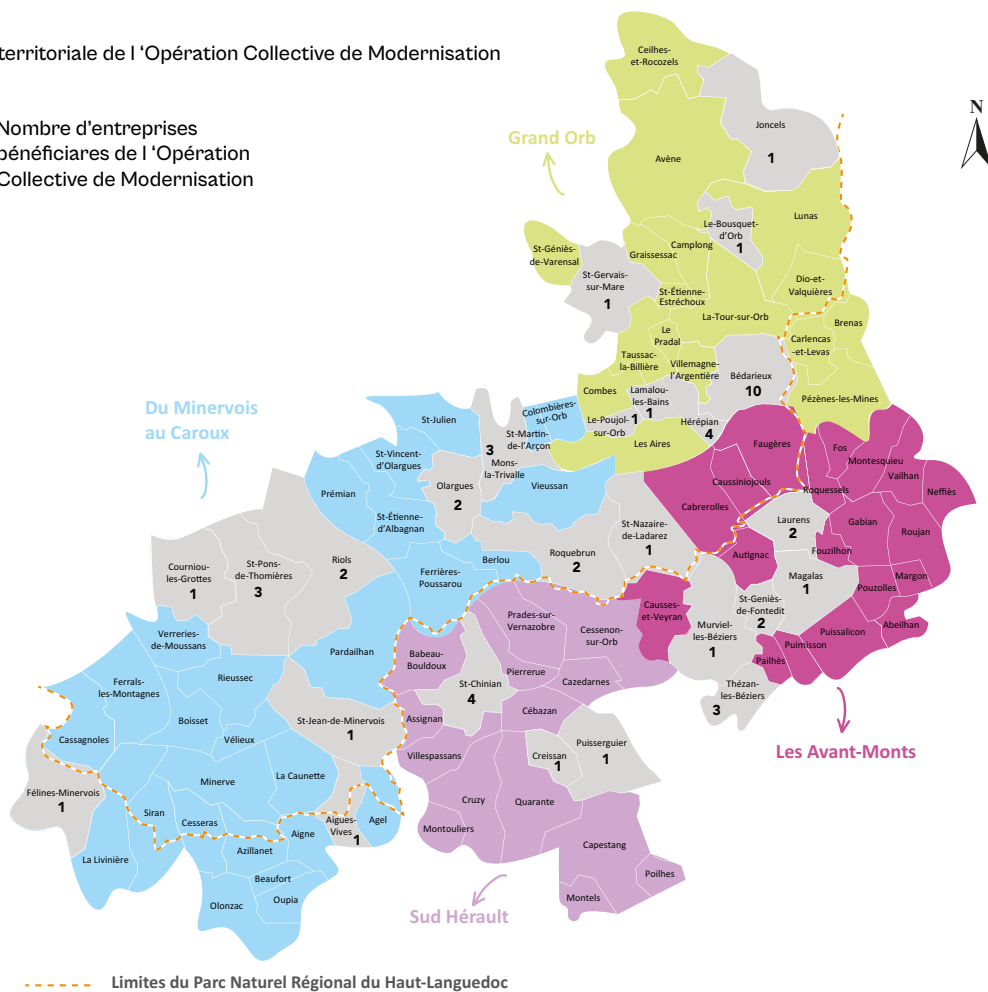 territoriale de l ‘Opération Collective de Modernisation
Nombre d’entreprises
bénéficiares de l ‘Opération
Collective de Modernisation
N
Grand Orb
Ceilhes-
et-Rocozels
Joncels
1
Avène
Lunas
Le-Bousquet-
d’Orb
1
St-Géniès-
de-Varensal
Graissessac
Camplong
St-Gervais-
sur-Mare
1
St-Étienne-
Estréchoux
Dio-et-
Valquières
La-Tour-sur-Orb
Brenas
Le
Pradal
Carlencas
-et-Levas
Taussac-
la-Billière
Villemagne-
l’Argentière
Bédarieux
10
Combes
Lamalou-
les-Bains
1
Pézènes-les-Mines
Le-Poujol-
sur-Orb
1
Hérépian
4
Les Aires
Du Minervois
au Caroux
St-Julien
Colombières-
sur-Orb
St-Martin-
de-l’Arçon
3
Mons-
la-Trivalle
St-Vincent-
d’Olargues
Olargues
2
Vieussan
Prémian
St-Étienne-
d’Albagnan
Faugères
Fos
Montesquieu
Vailhan
Neffiès
Caussiniojouls
Roquessels
Cabrerolles
Laurens
2
Gabian
Roujan
St-Nazaire-
de-Ladarez
1
Autignac
Fouzilhon
Roquebrun
2
Berlou
Riols
2
St-Pons-
de-Thomières
3
Courniou-
les-Grottes
1
Ferrières-
Poussarou
Magalas
1
Margon
Pouzolles
Causses-
et-Veyran
St-Geniès-
de-Fontedit
2
Prades-sur-
Vernazobre
Cessenon-
sur-Orb
Murviel-
les-Béziers
1
Puissalicon
Abeilhan
Puimisson
Pailhès
Verreries-
de-Moussans
Pardailhan
Babeau-
Bouldoux
Pierrerue
Cazedarnes
Thézan-
les-Béziers
3
Rieussec
Ferrals-
les-Montagnes
St-Chinian
4
Cébazan
Boisset
St-Jean-de-Minervois
1
Assignan
Les Avant-Monts
Cassagnoles
Vélieux
Villespassans
Creissan
1
Puisserguier
1
Minerve
La Caunette
Félines-Minervois
1
Cruzy
Quarante
Siran
Cesseras
Aigne
Aigues-
Vives
1
Agel
Montouliers
Azillanet
Capestang
La Livinière
Beaufort
Poilhes
Olonzac
Oupia
Montels
Sud Hérault
Limites du Parc Naturel Régional du Haut-Languedoc